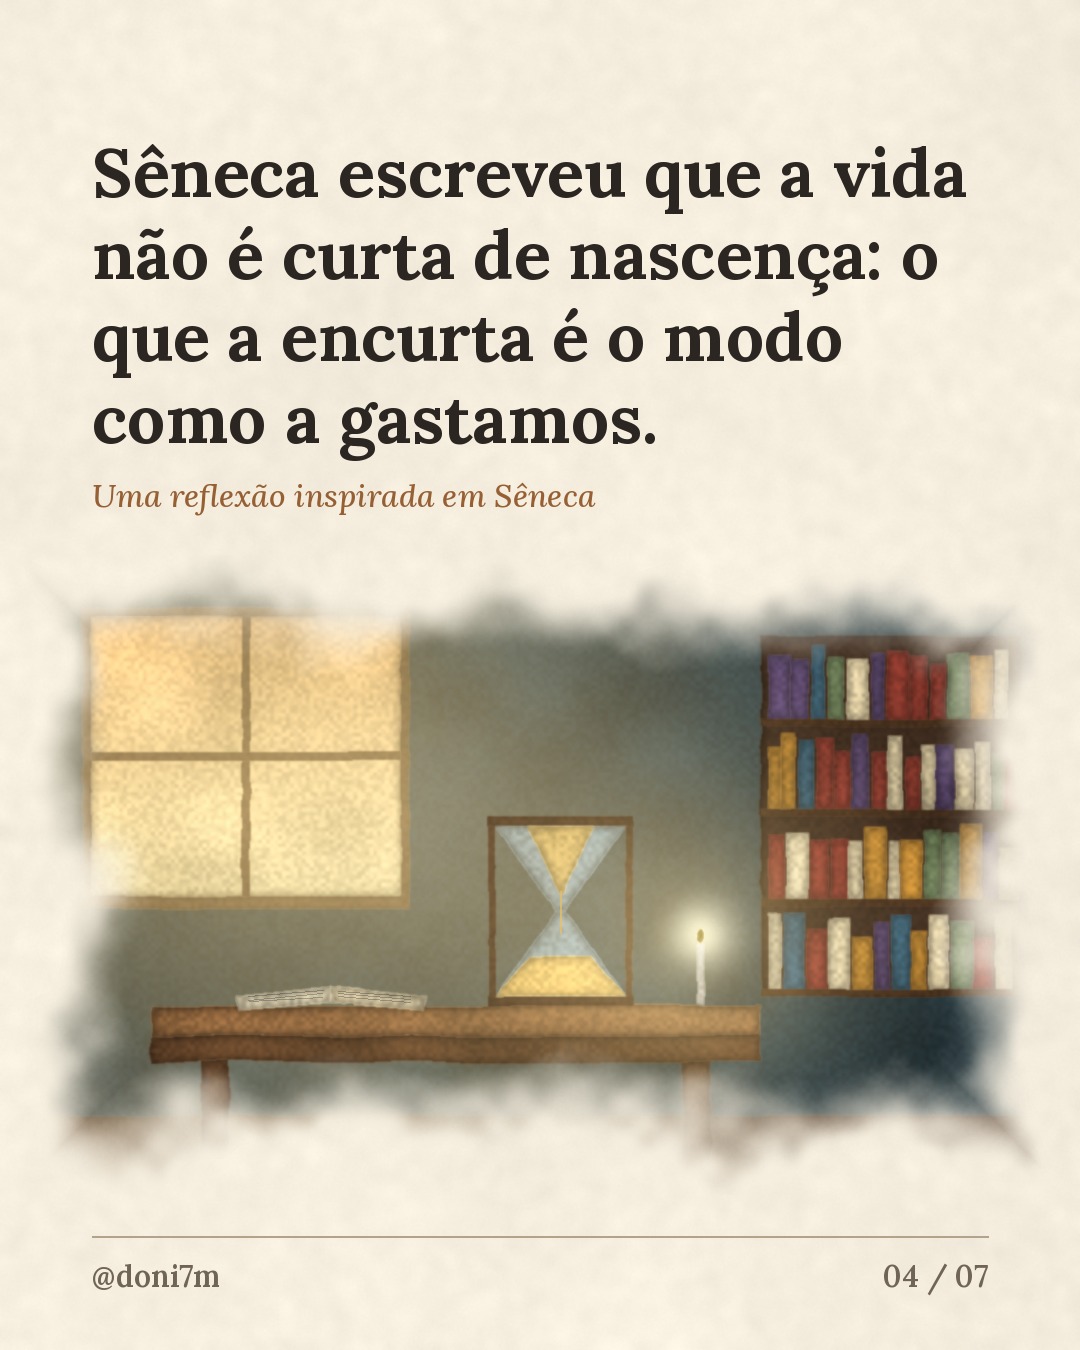 Sêneca escreveu que a vida
não é curta de nascença: o
que a encurta é o modo
como a gastamos.
Uma reflexão inspirada em Sêneca
@doni7m
04 / 07